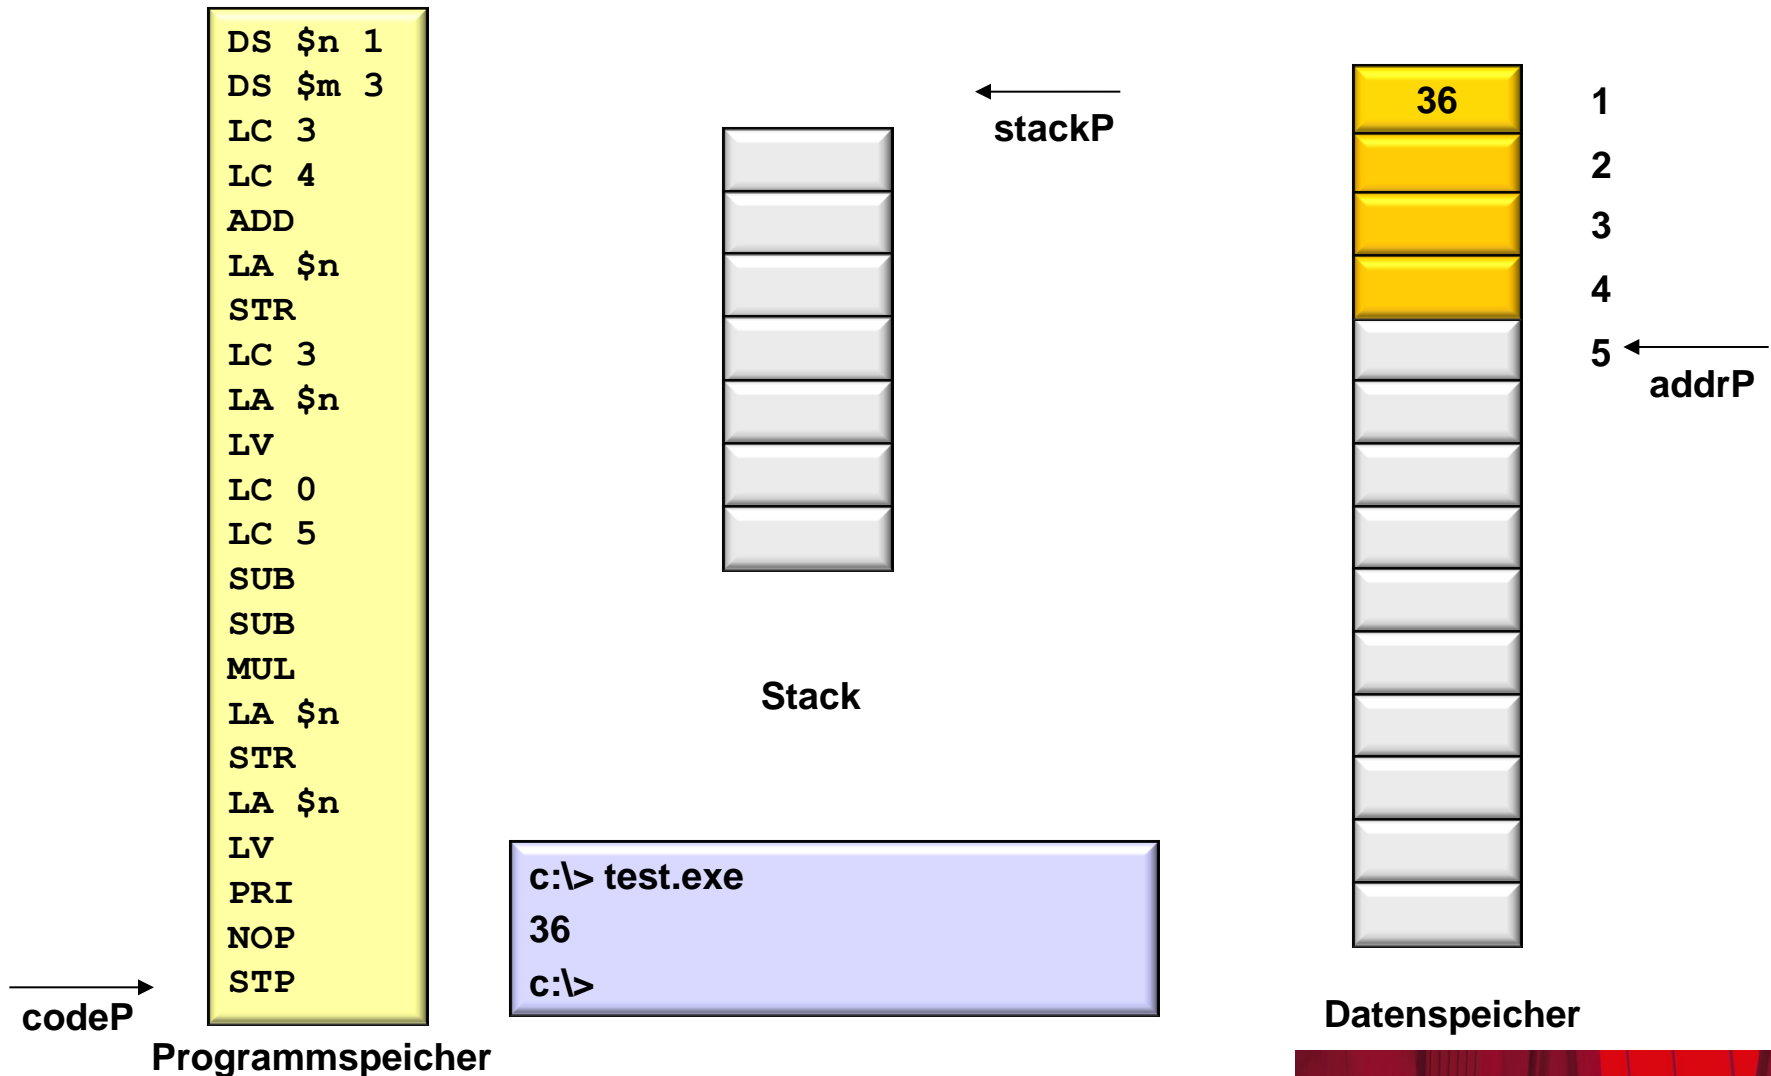 DS $n 1
DS $m 3
LC 3
LC 4
ADD
LA $n
STR
LC 3
LA $n
LV
LC 0
LC 5
SUB
SUB
MUL
LA $n
STR
LA $n
LV
PRI
NOP
STP
codeP
Programmspeicher
stackP
Stack
c:\> test.exe
36
c:\>
36
1
2
3
4
5
addrP
Datenspeicher